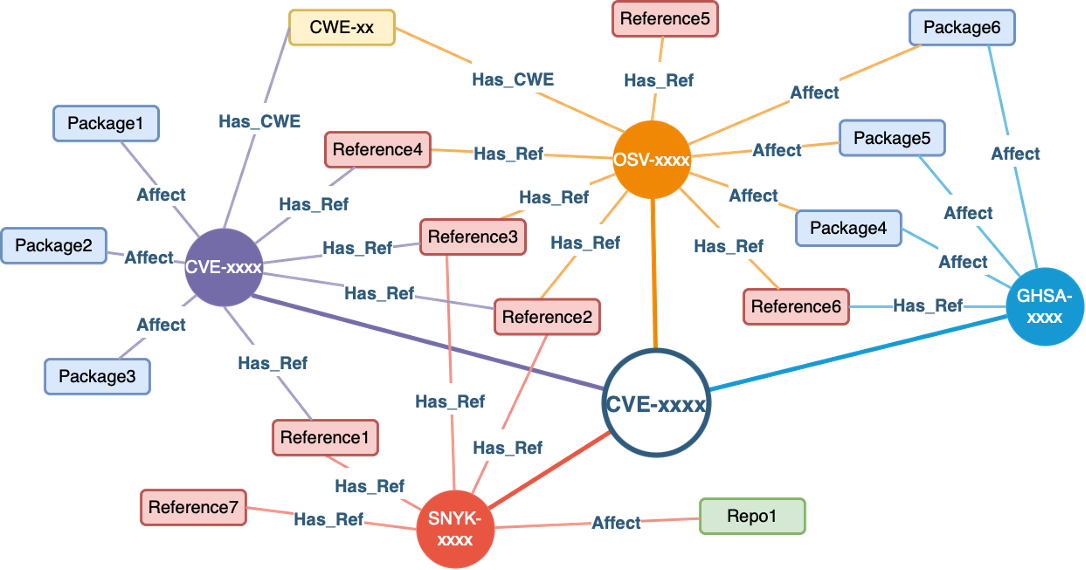 Reference5
CWE-xx
Package6
Has_CWE
Has_Ref
Affect
Package1
Has_CWE
Reference4
Has_Ref
OSV-xxxx
Affect
Package5
Affect
Affect
Has_Ref
Has_Ref
Affect
Affect
Package2
Affect
CVE-xxxx
Has_Ref
Reference3
Has_Ref
Has_Ref
Package4
Affect
Has_Ref
Reference2
Reference6
Has_Ref
GHSA-
xxxx
Affect
Package3
Has_Ref
Has_Ref
CVE-xxxx
Reference1
Has_Ref
Has_Ref
Reference7
Has_Ref
SNYK-
xxxx
Affect
Repo1